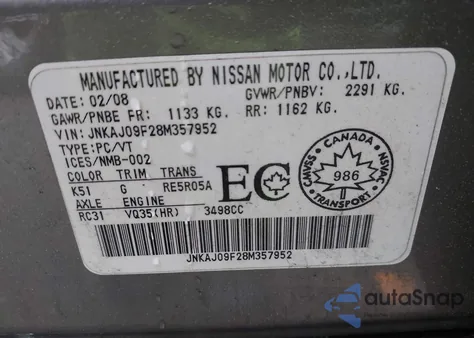 MANUFACTURED BY NISSAN MOTOR CO.,LTD.
DATE: 02/08 GVWR/PNBV: 2291 KG.
GAWR/PNBE FR: 1133 KG. RR: 1162 KG.
VIN: JNKAJ09F28M357952
TYPE: PC/VT
ICES/NMB-002
COLOR TRIM TRANS
K51 G RE5R05A
AXLE ENGINE
RC31 VQ35(HR) 3498CC
EC
CANADA
CMVSS
986
NSVAC
TRANSPORT
JNKAJ09F28M357952
autoSnap